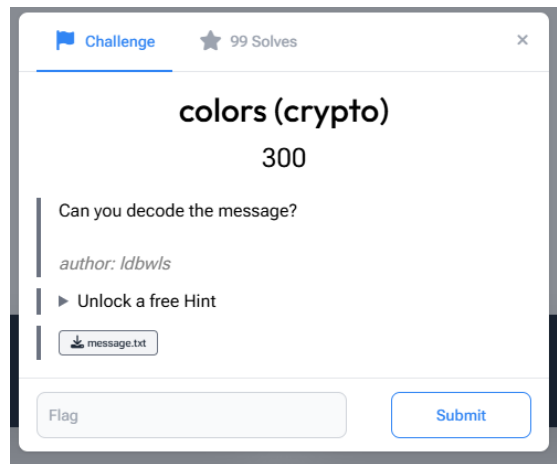 Challenge
99 Solves
×
colors (crypto)
300
Can you decode the message?
author: ldbwls
Unlock a free Hint
message.txt
Flag
Submit